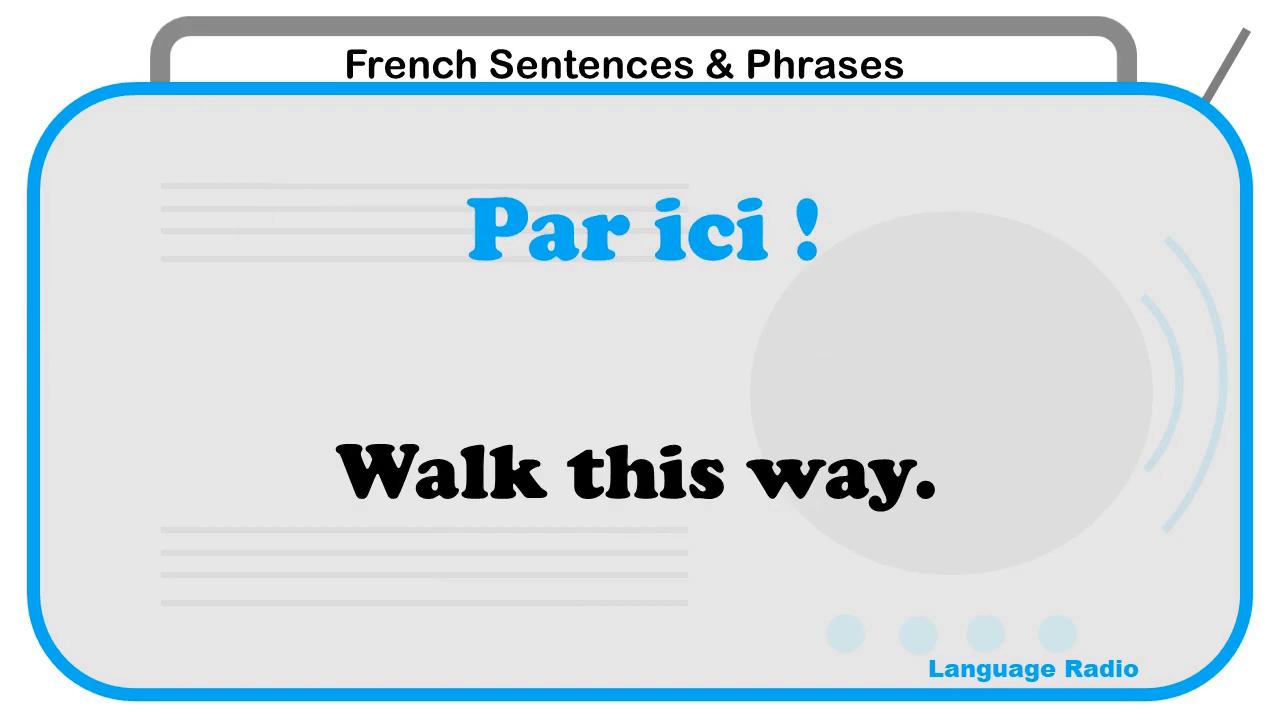 French Sentences & Phrases
Par ici !
Walk this way.
Language Radio